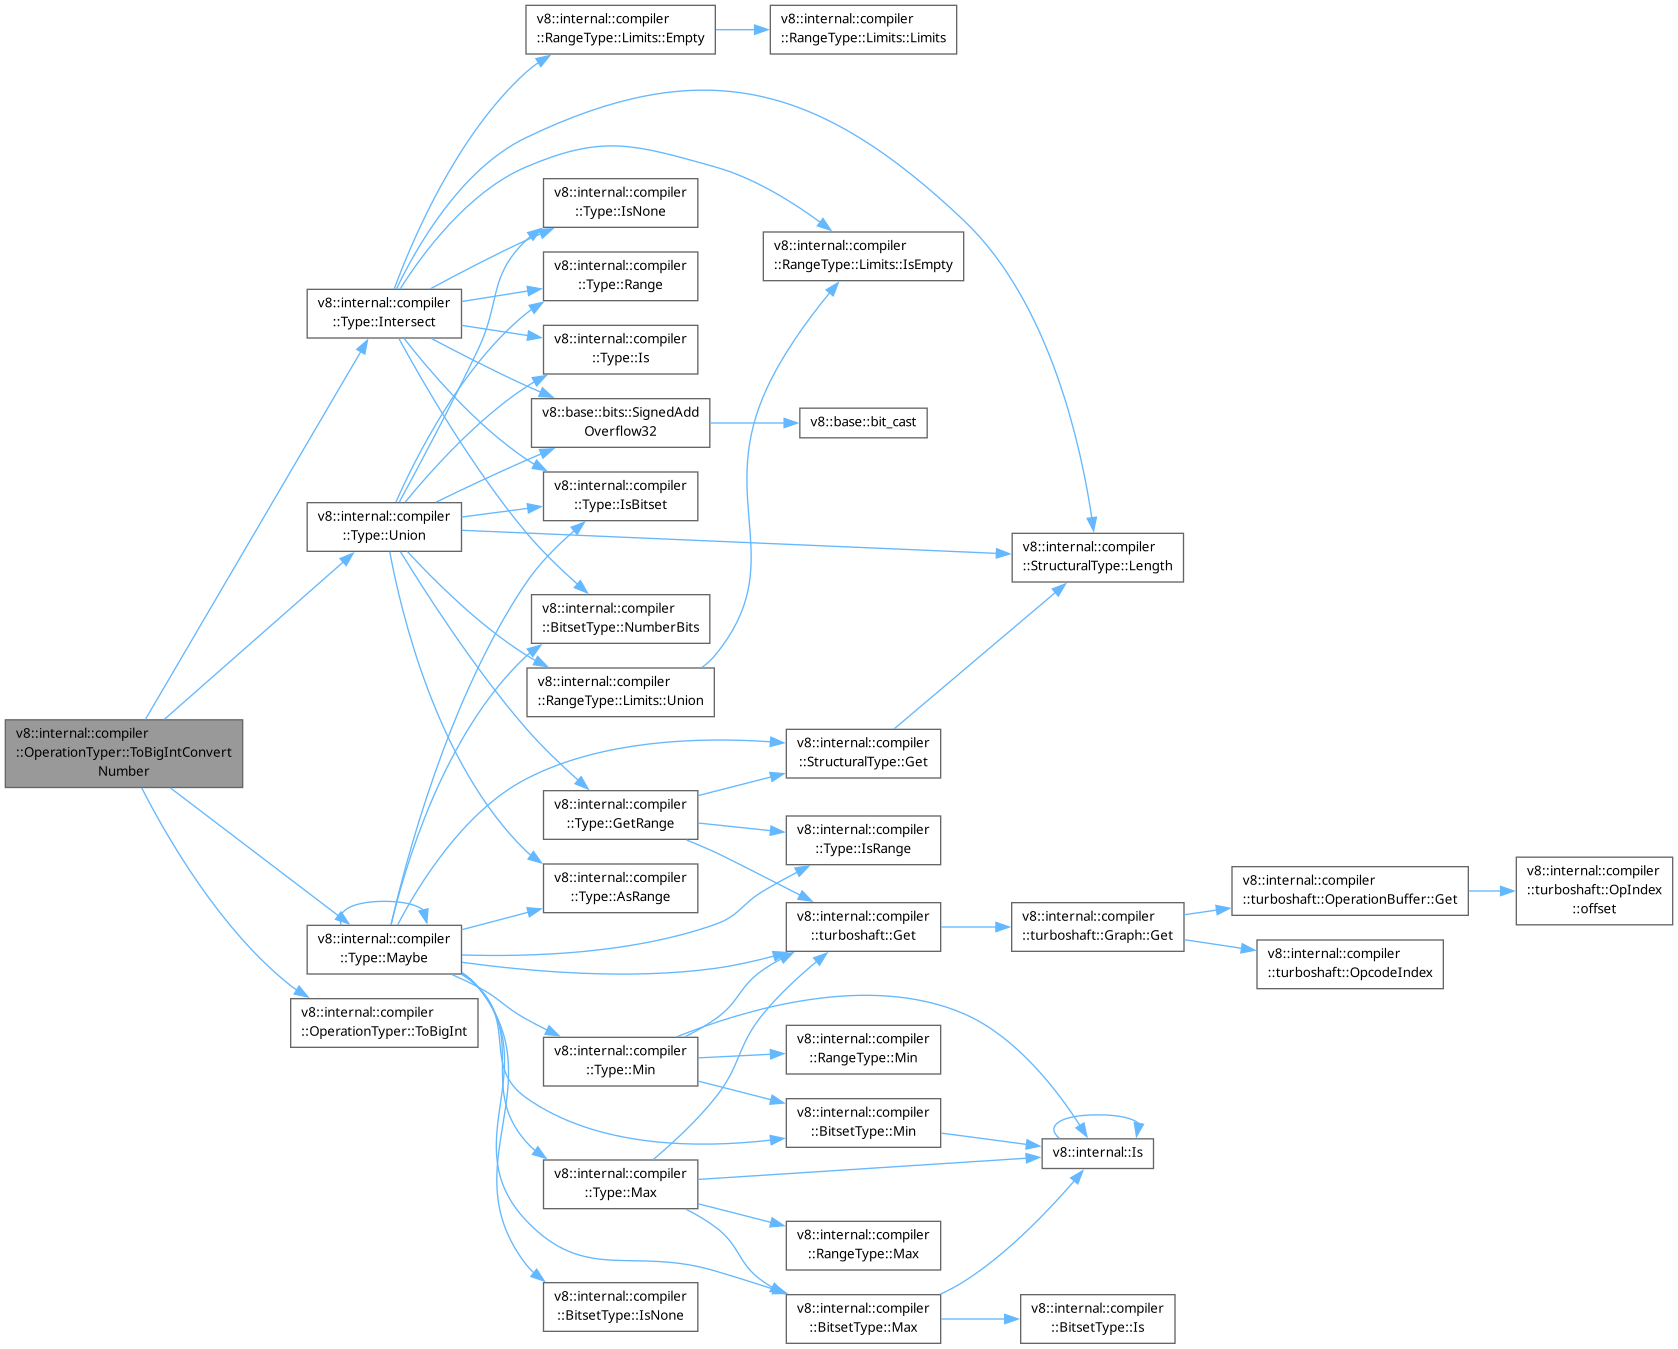 v8::internal::compiler
::OperationTyper::ToBigIntConvert
Number
v8::internal::compiler
::Type::Intersect
v8::internal::compiler
::Type::Union
v8::internal::compiler
::Type::Maybe
v8::internal::compiler
::OperationTyper::ToBigInt
v8::internal::compiler
::RangeType::Limits::Empty
v8::internal::compiler
::Type::IsNone
v8::internal::compiler
::Type::Range
v8::internal::compiler
::Type::Is
v8::base::bits::SignedAdd
Overflow32
v8::internal::compiler
::Type::IsBitset
v8::internal::compiler
::BitsetType::NumberBits
v8::internal::compiler
::RangeType::Limits::Union
v8::internal::compiler
::Type::GetRange
v8::internal::compiler
::Type::AsRange
v8::internal::compiler
::Type::Min
v8::internal::compiler
::Type::Max
v8::internal::compiler
::BitsetType::IsNone
v8::internal::compiler
::RangeType::Limits::Limits
v8::internal::compiler
::RangeType::Limits::IsEmpty
v8::base::bit_cast
v8::internal::compiler
::StructuralType::Get
v8::internal::compiler
::Type::IsRange
v8::internal::compiler
::turboshaft::Get
v8::internal::compiler
::RangeType::Min
v8::internal::compiler
::BitsetType::Min
v8::internal::compiler
::RangeType::Max
v8::internal::compiler
::BitsetType::Max
v8::internal::compiler
::StructuralType::Length
v8::internal::compiler
::turboshaft::Graph::Get
v8::internal::Is
v8::internal::compiler
::BitsetType::Is
v8::internal::compiler
::turboshaft::OperationBuffer::Get
v8::internal::compiler
::turboshaft::OpcodeIndex
v8::internal::compiler
::turboshaft::OpIndex
::offset